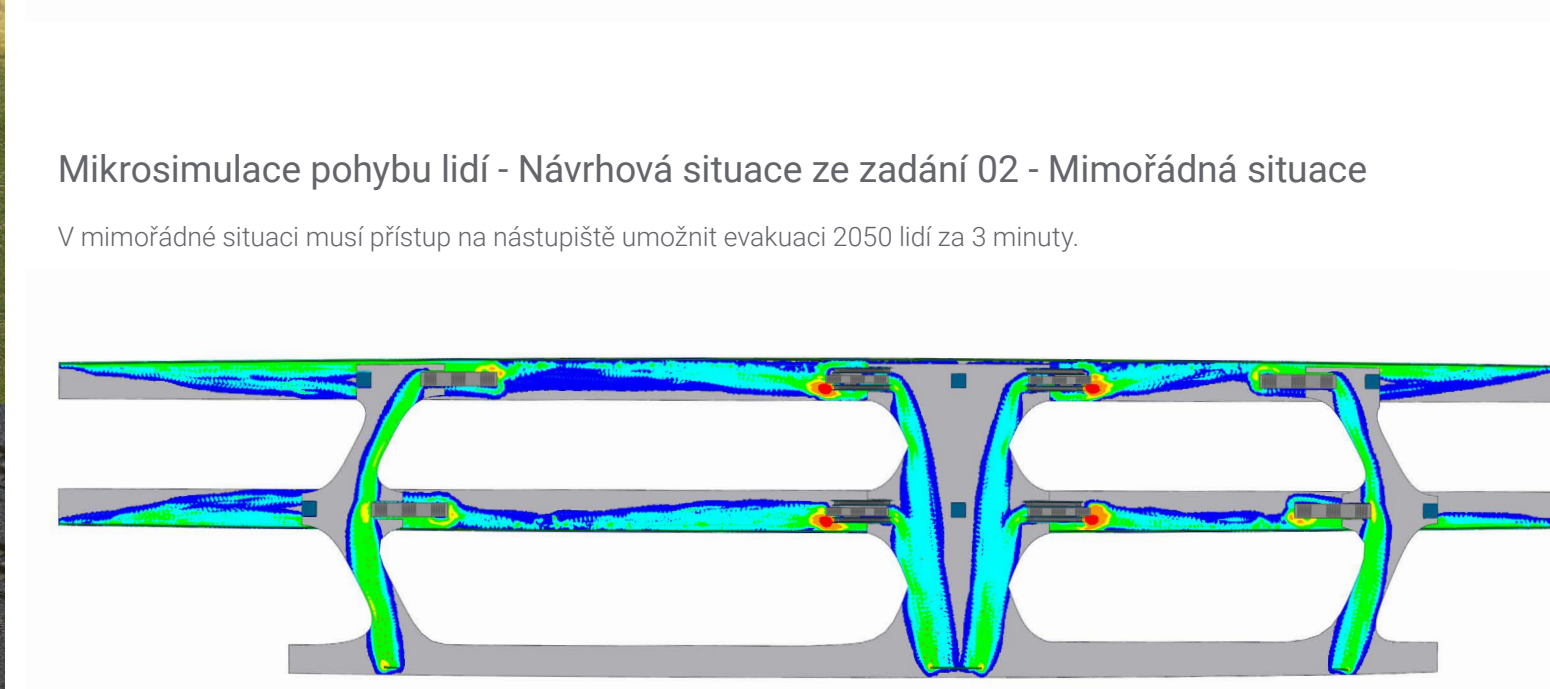 Mikrosimulace pohybu lidí - Návrhová situace ze zadání 02 - Mimořádná situace
V mimořádné situaci musí přístup na nástupiště umožnit evakuaci 2050 lidí za 3 minuty.